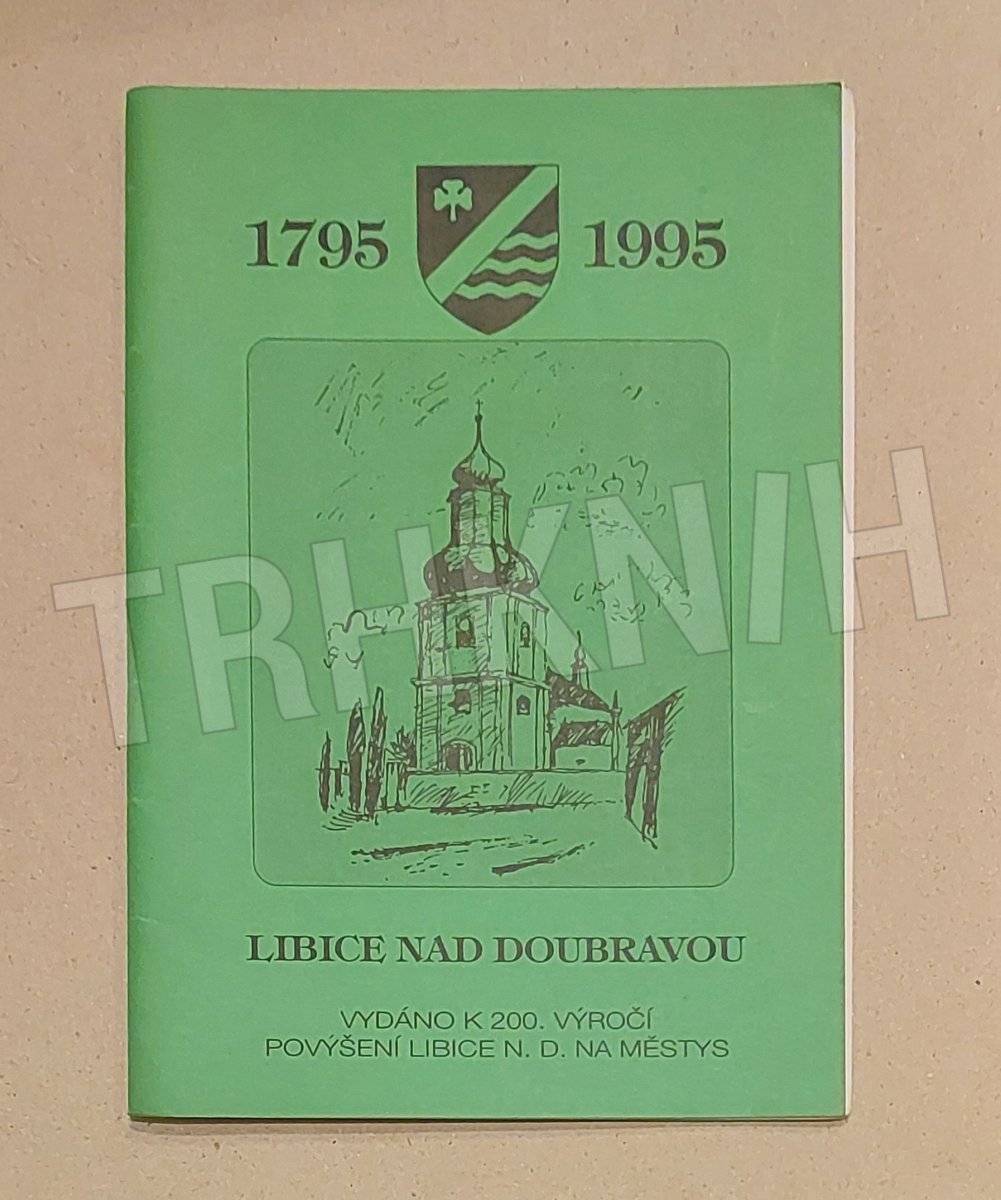 1795 1995
TRHKNIH
LIBICE NAD DOUBRAVOU
VYDÁNO K 200. VÝROČÍ
POVÝŠENÍ LIBICE N. D. NA MĚSTYS